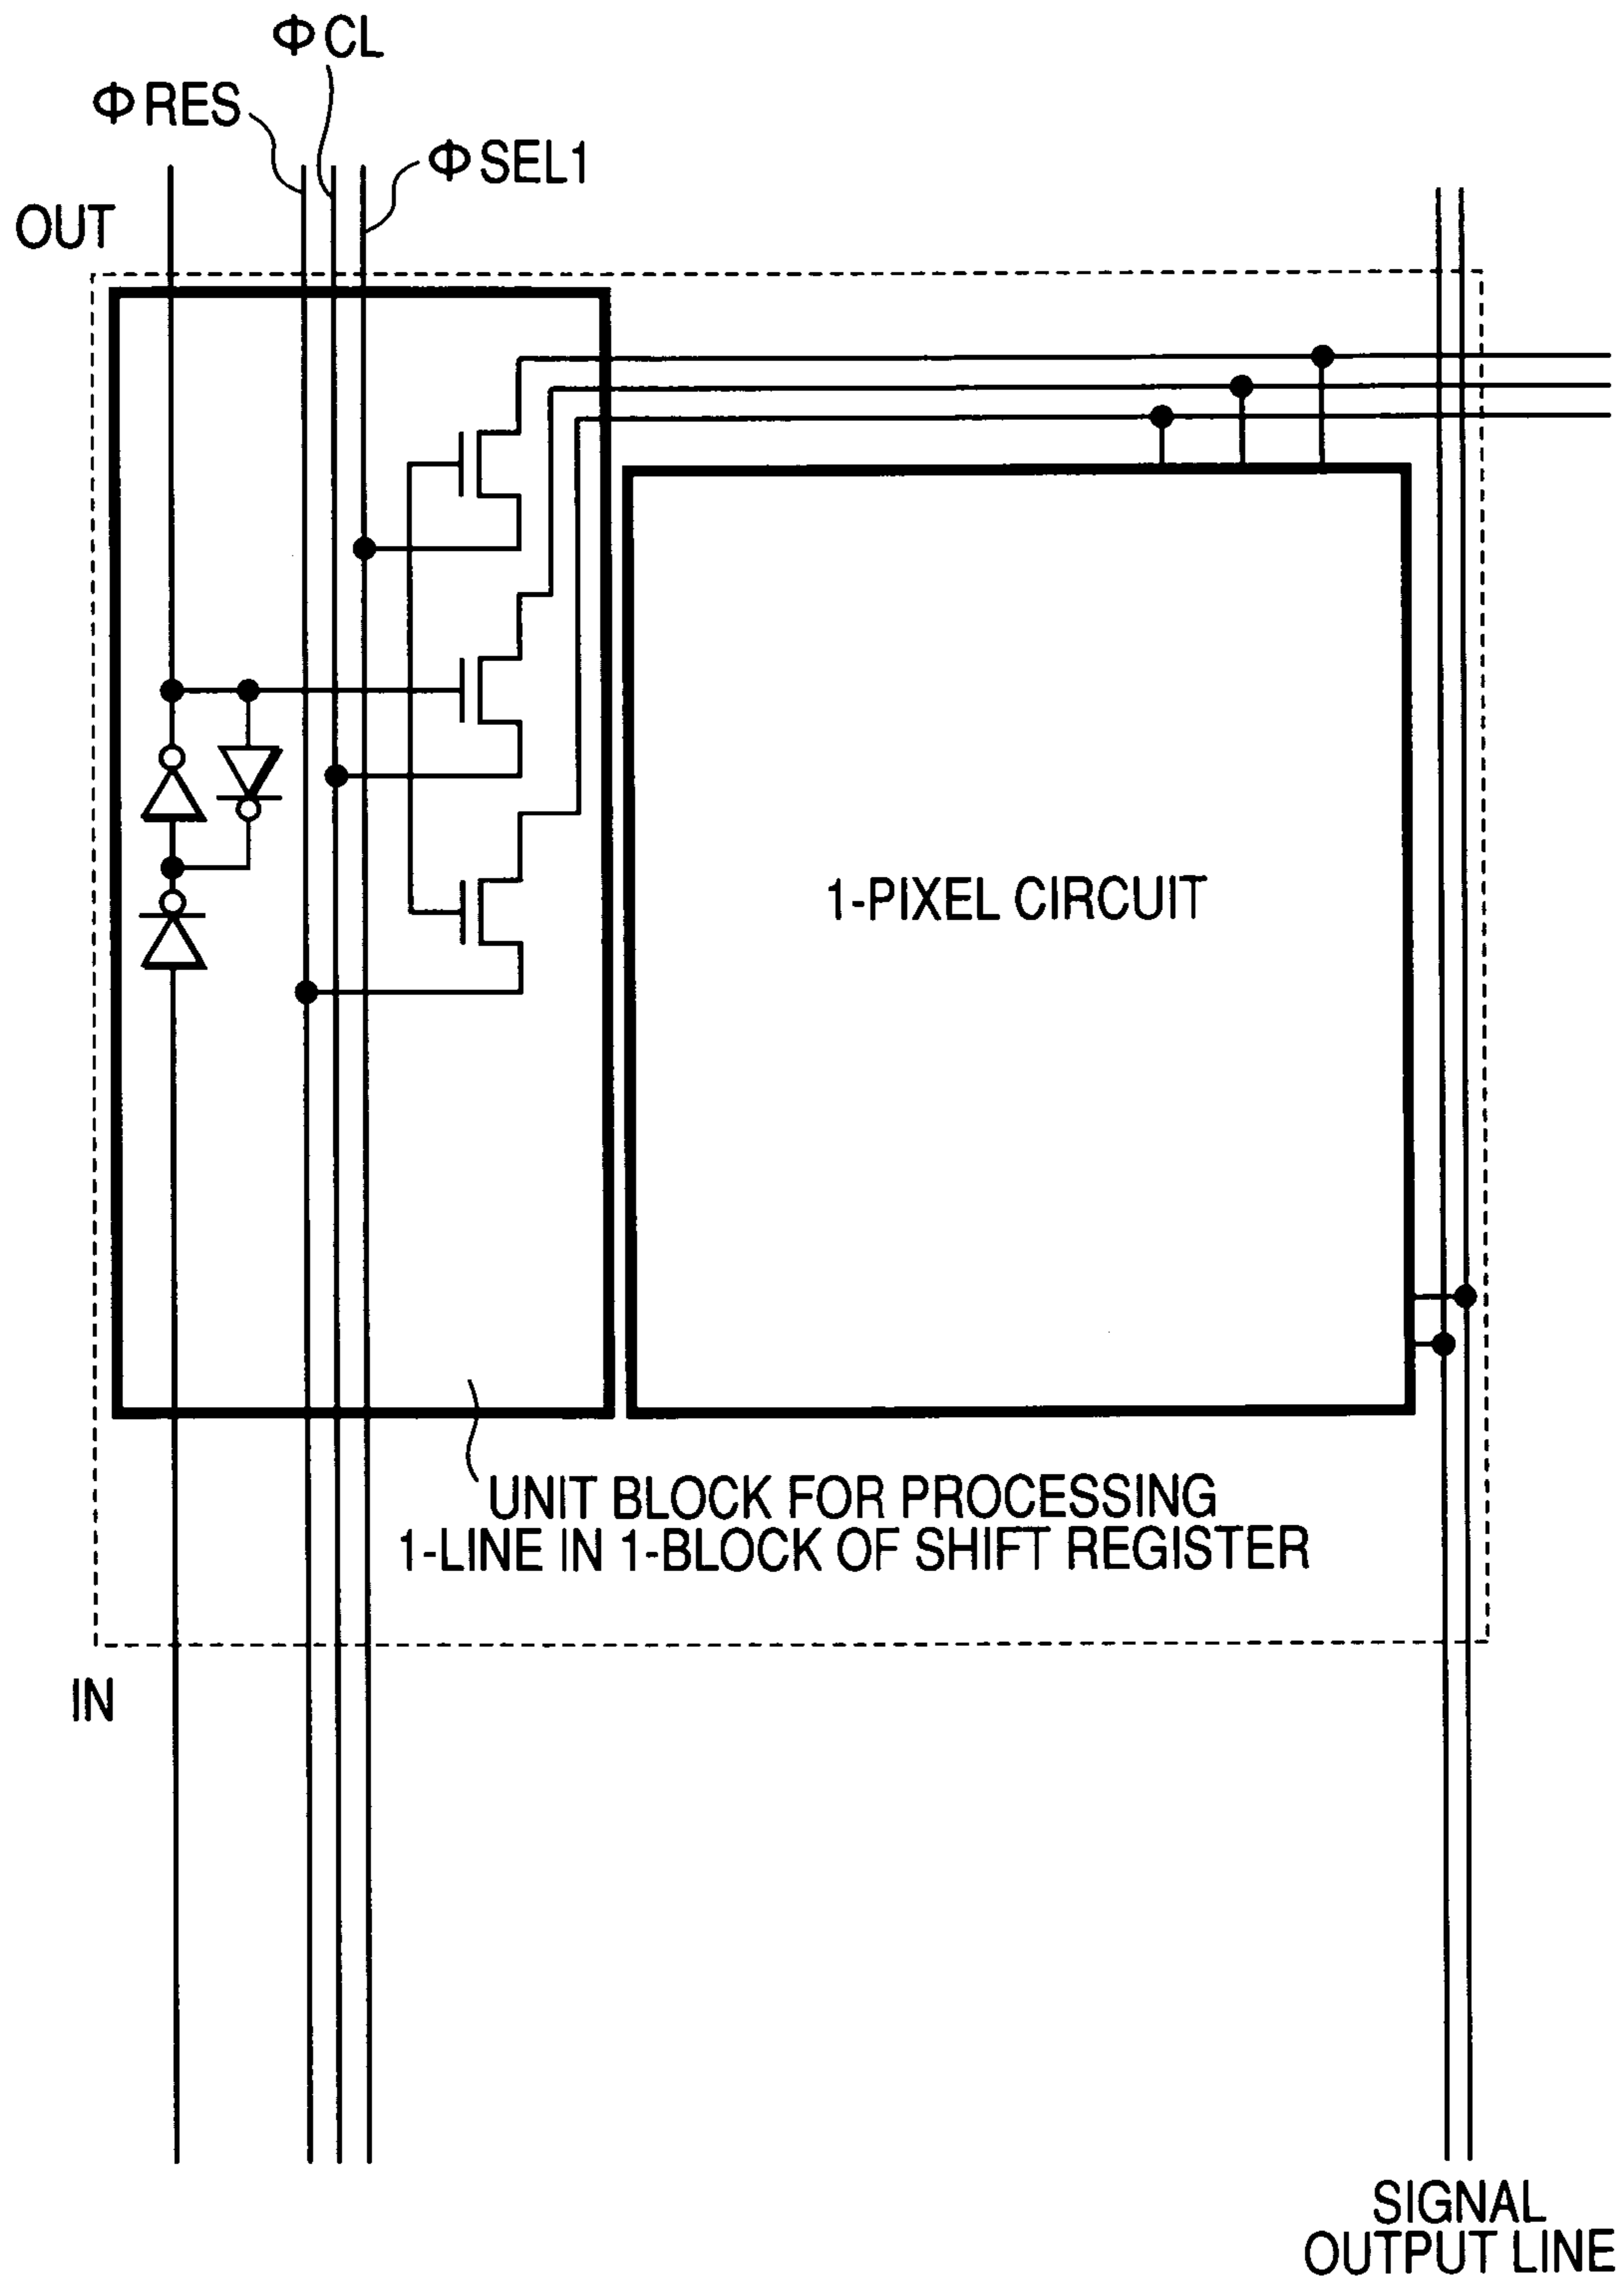 ΦCL
ΦRES
ΦSEL1
OUT
1-PIXEL CIRCUIT
UNIT BLOCK FOR PROCESSING
1-LINE IN 1-BLOCK OF SHIFT REGISTER
IN
SIGNAL
OUTPUT LINE